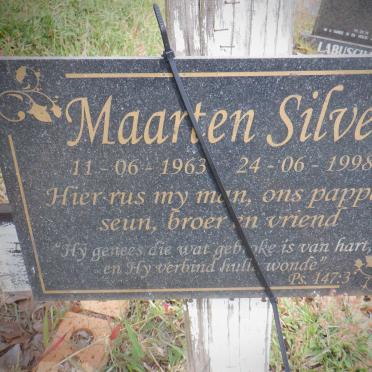 LABUSCH
Maarten Silve
11 - 06 - 1963 24 - 06 - 1998
Hier rus my man, ons pappa
seun, broer en vriend
"Hy genees die wat gebroke is van hart,
en Hy verbind hulle wonde"
Ps. 147:3